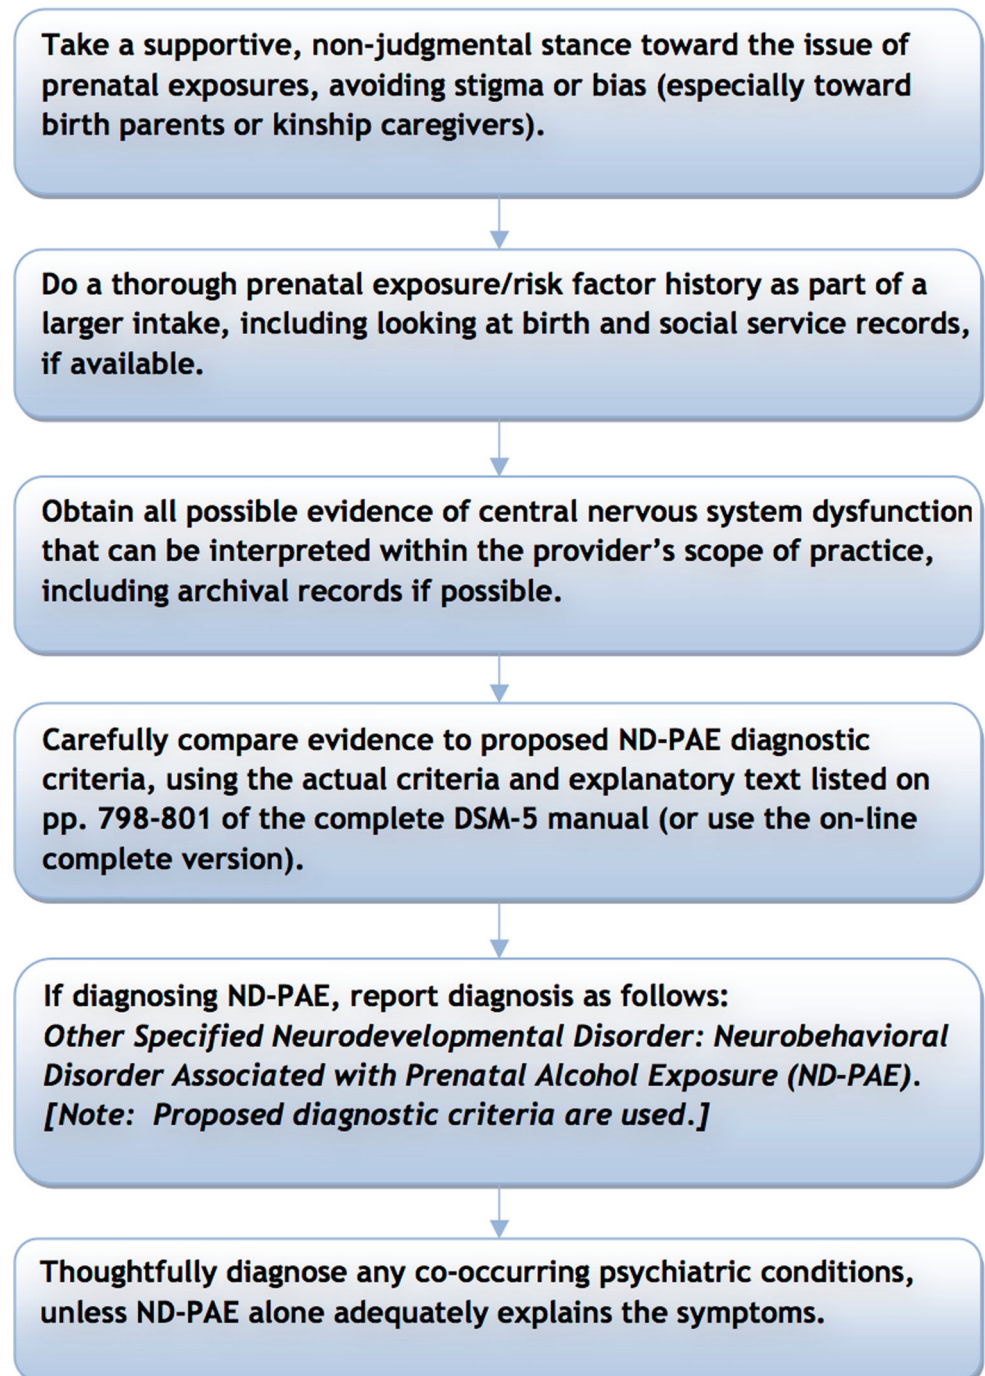 Take a supportive, non-judgmental stance toward the issue of
prenatal exposures, avoiding stigma or bias (especially toward
birth parents or kinship caregivers).
Do a thorough prenatal exposure/risk factor history as part of a
larger intake, including looking at birth and social service records,
if available.
Obtain all possible evidence of central nervous system dysfunction
that can be interpreted within the provider’s scope of practice,
including archival records if possible.
Carefully compare evidence to proposed ND-PAE diagnostic
criteria, using the actual criteria and explanatory text listed on
pp. 798-801 of the complete DSM-5 manual (or use the on-line
complete version).
If diagnosing ND-PAE, report diagnosis as follows:
Other Specified Neurodevelopmental Disorder: Neurobehavioral
Disorder Associated with Prenatal Alcohol Exposure (ND-PAE).
[Note:  Proposed diagnostic criteria are used.]
Thoughtfully diagnose any co-occurring psychiatric conditions,
unless ND-PAE alone adequately explains the symptoms.